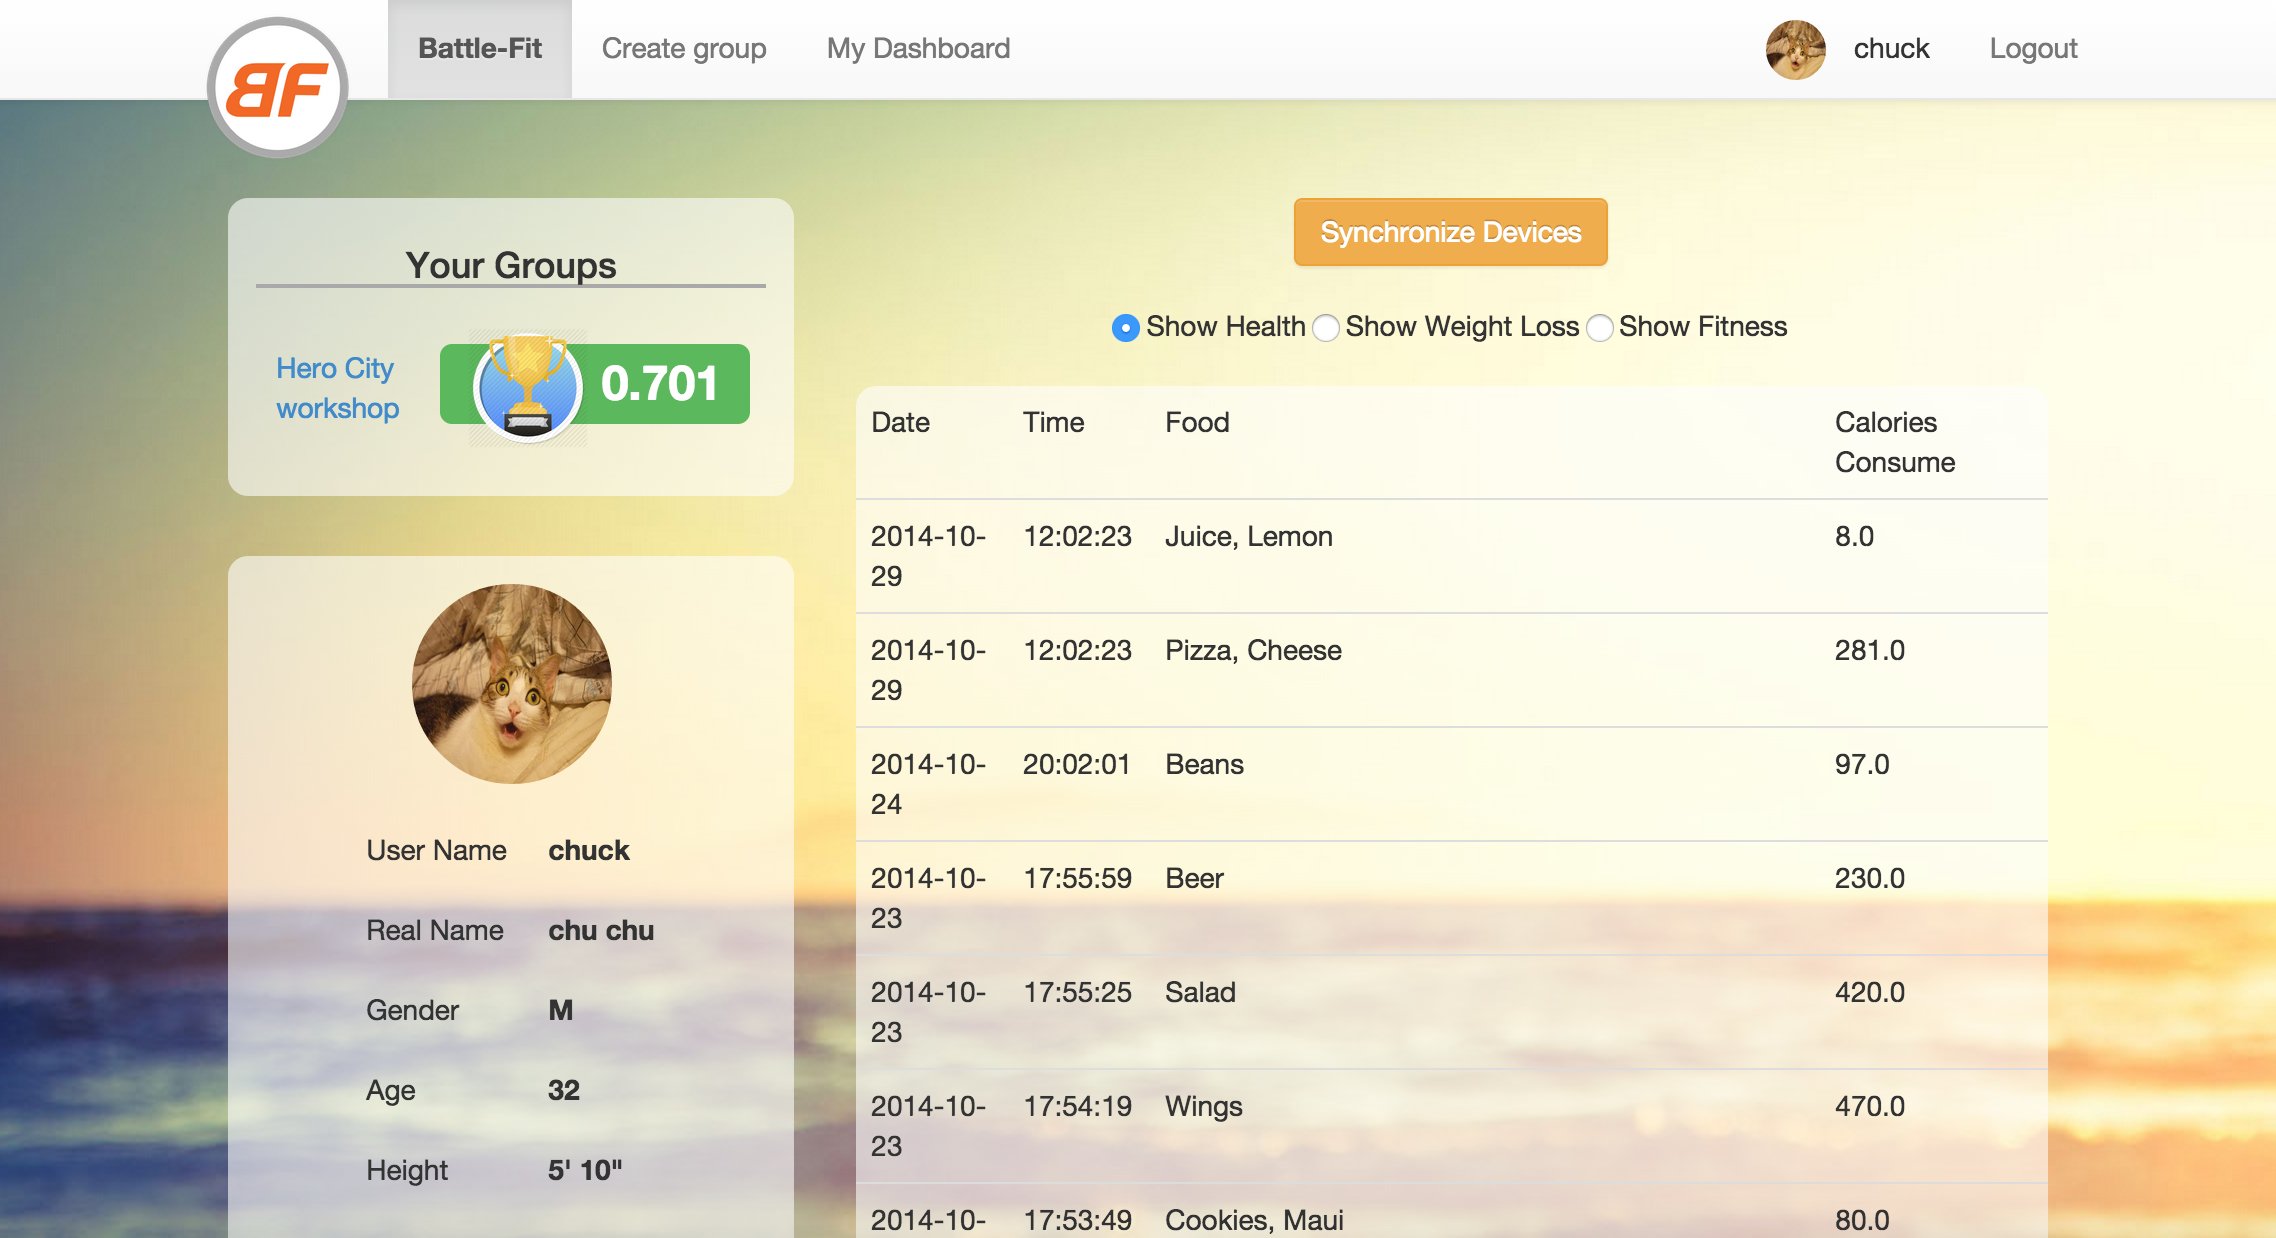 BF
Battle-Fit
Create group
My Dashboard
chuck
Logout
Your Groups
Hero City
workshop
0.701
User Name chuck
Real Name chu chu
Gender M
Age 32
Height 5' 10"
Synchronize Devices
Show Health Show Weight Loss Show Fitness
Date Time Food Calories
Consume
2014-10- 12:02:23 Juice, Lemon 8.0
29
2014-10- 12:02:23 Pizza, Cheese 281.0
29
2014-10- 20:02:01 Beans 97.0
24
2014-10- 17:55:59 Beer 230.0
23
2014-10- 17:55:25 Salad 420.0
23
2014-10- 17:54:19 Wings 470.0
23
2014-10- 17:53:49 Cookies, Maui 80.0